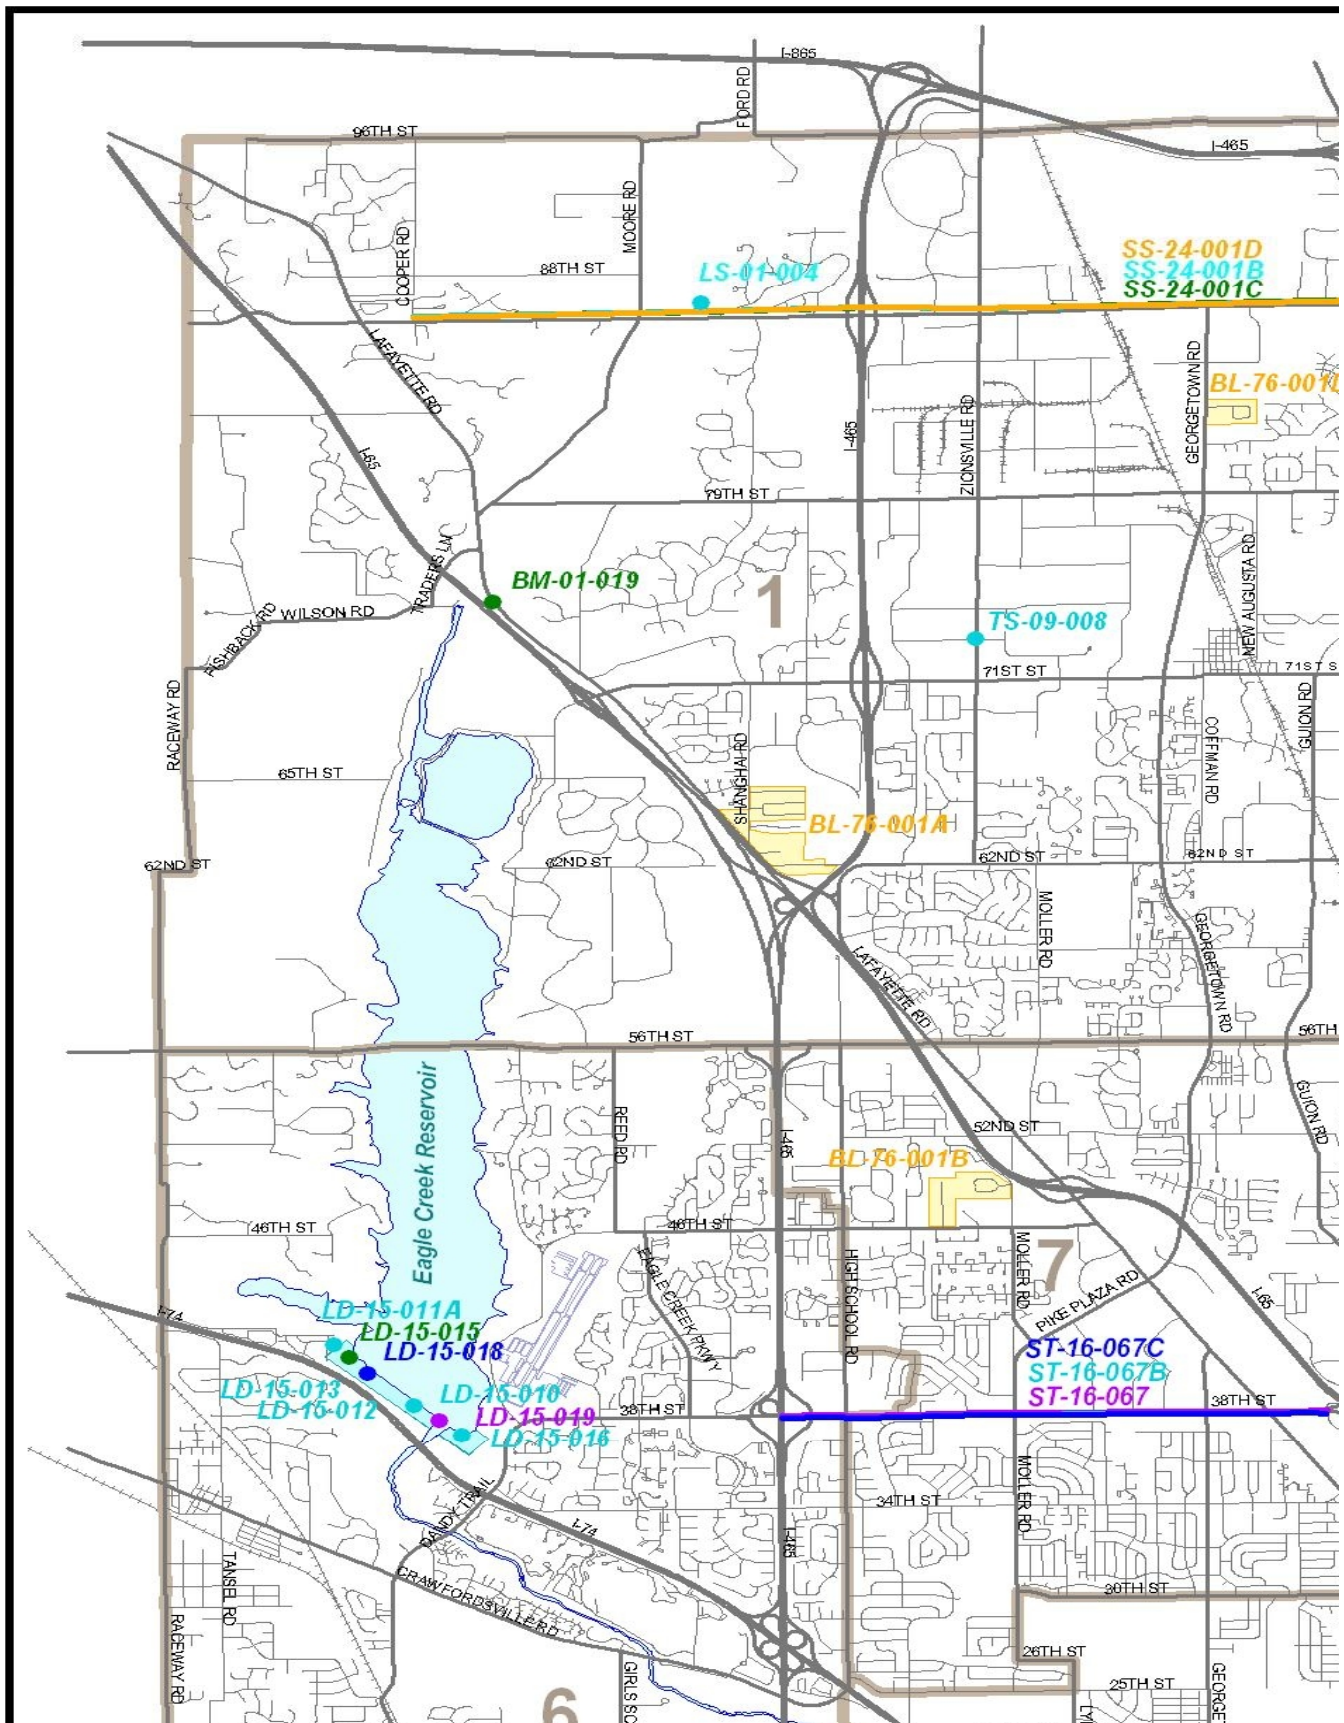 I-865
FORD RD
96TH ST
I-465
MOORE RD
COOPER RD
88TH ST
LS-01-004
SS-24-001D
SS-24-001B
SS-24-001C
LAFAYETTE RD
GEORGETOWN RD
BL-76-001
I-65
I-465
ZIONSVILLE RD
79TH ST
TRADERS LN
NEW AUGUSTA RD
BM-01-019
1
WILSON RD
FISHBACK RD
TS-09-008
71ST ST
71ST S
RACEWAY RD
GUION RD
COFFMAN RD
SHANGHAI RD
65TH ST
BL-76-001A
62ND ST
62ND ST
62ND ST
62ND ST
MOLLER RD
GEORGETOWN RD
LAFAYETTE RD
56TH ST
56TH
Eagle Creek Reservoir
REED RD
GUION RD
52ND ST
I-465
BL-76-001B
46TH ST
46TH ST
EAGLE CREEK PKWY
HIGH SCHOOL RD
MOLLER RD
7
PIKE PLAZA RD
I-65
I-74
LD-15-011A
LD-15-015
LD-15-018
ST-16-067C
ST-16-067B
ST-16-067
LD-15-013
LD-15-012
LD-15-010
LD-15-019
LD-15-016
38TH ST
38TH ST
MOLLER RD
34TH ST
DANDY TRAIL
I-74
I-465
TANSEL RD
CRAWFORDSVILLE RD
30TH ST
RACEWAY RD
26TH ST
25TH ST
6
GIRLS SC
GEORGE